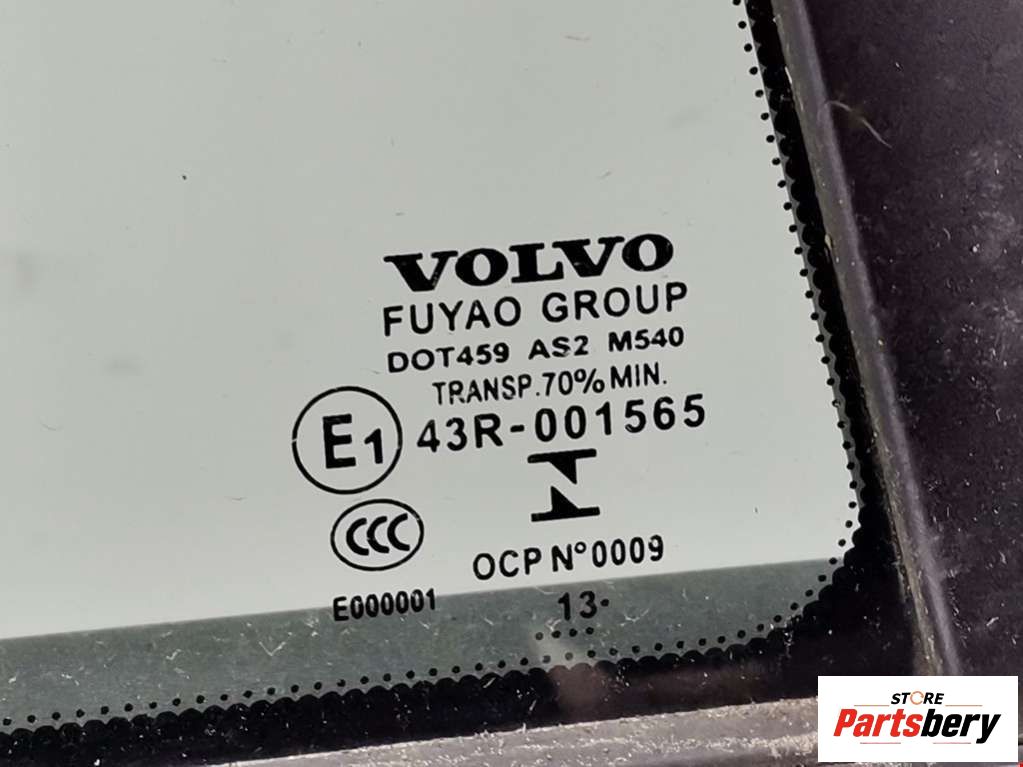 VOLVO
FUYAO GROUP
DOT459 AS2 M540
TRANSP.70% MIN.
E1 43R-001565
CCC
OCP N°0009
E000001
13
STORE
Partsbery